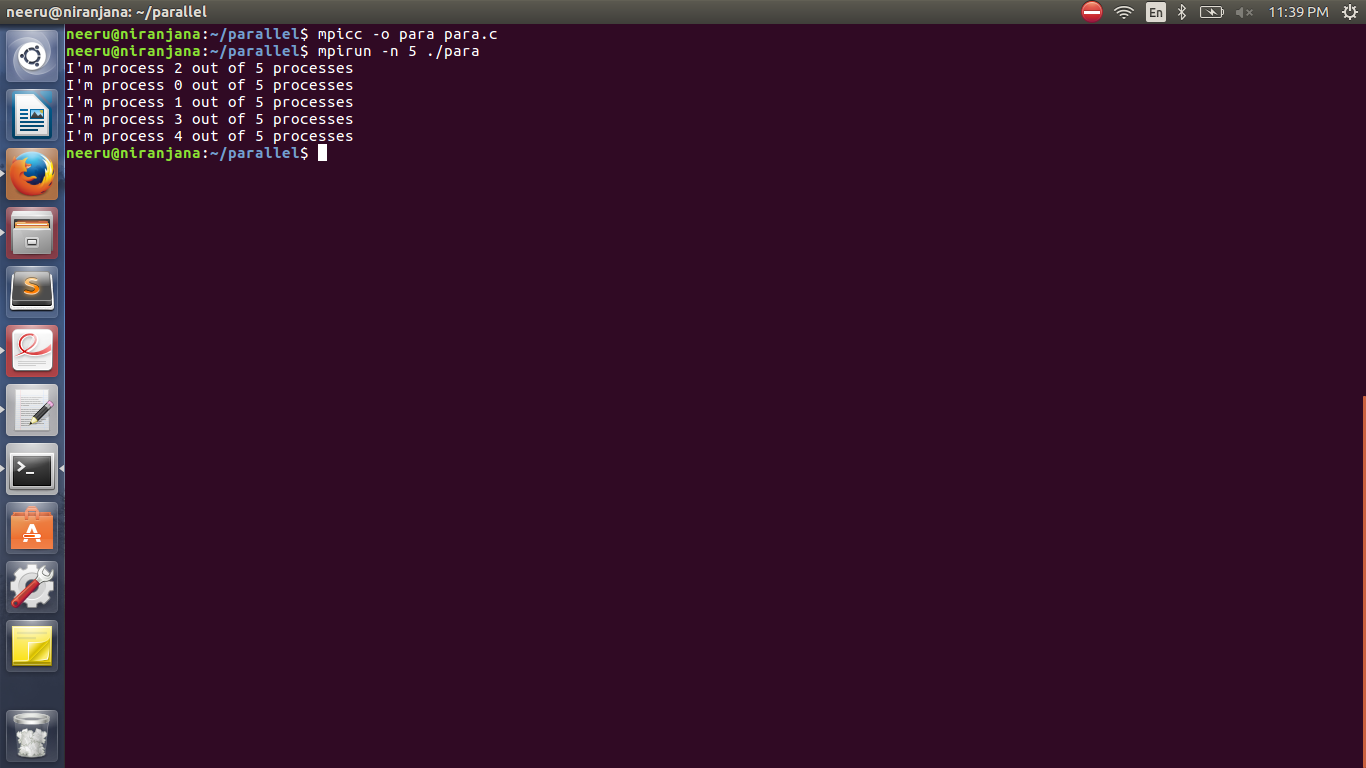 neeru@niranjana: ~/parallel
En
11:39 PM
neeru@niranjana:~/parallel$ mpicc -o para para.c
neeru@niranjana:~/parallel$ mpirun -n 5 ./para
I'm process 2 out of 5 processes
I'm process 0 out of 5 processes
I'm process 1 out of 5 processes
I'm process 3 out of 5 processes
I'm process 4 out of 5 processes
neeru@niranjana:~/parallel$